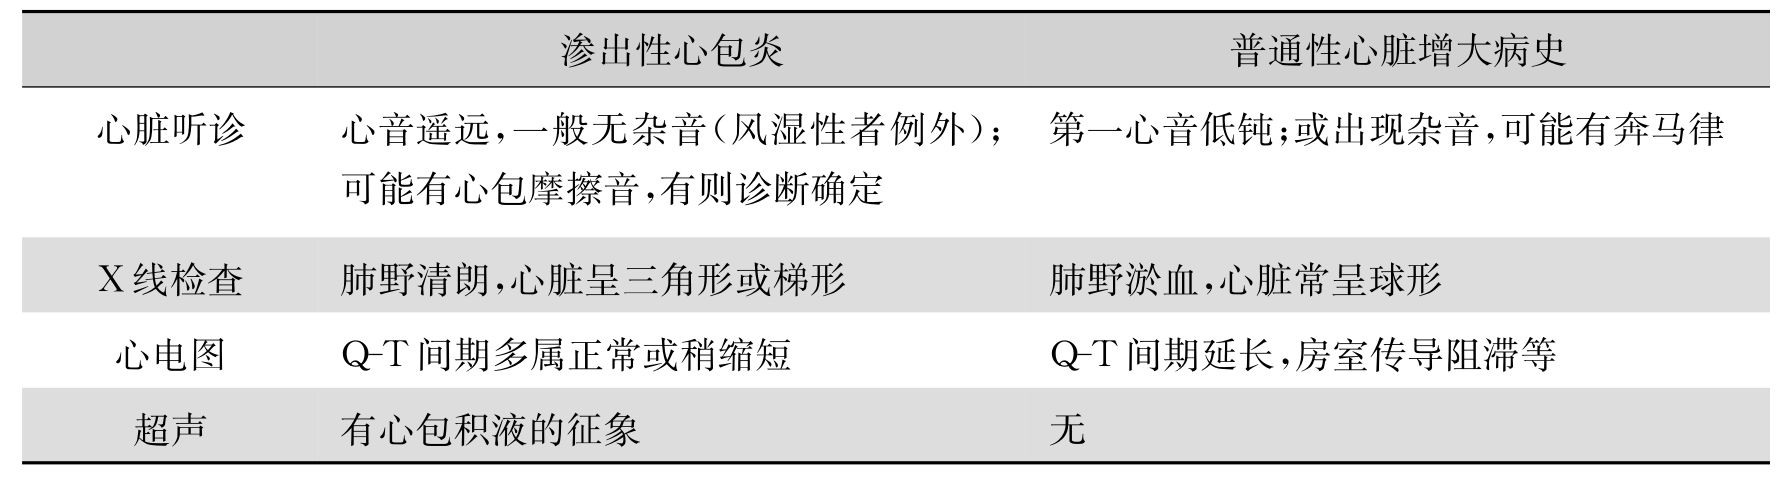 渗出性心包炎 普通性心脏增大病史
心脏听诊 心音遥远,一般无杂音(风湿性者例外); 第一心音低钝;或出现杂音,可能有奔马律
可能有心包摩擦音,有则诊断确定
X线检查 肺野清朗,心脏呈三角形或梯形 肺野淤血,心脏常呈球形
心电图 Q-T间期多属正常或稍缩短 Q-T间期延长,房室传导阻滞等
超声 有心包积液的征象 无